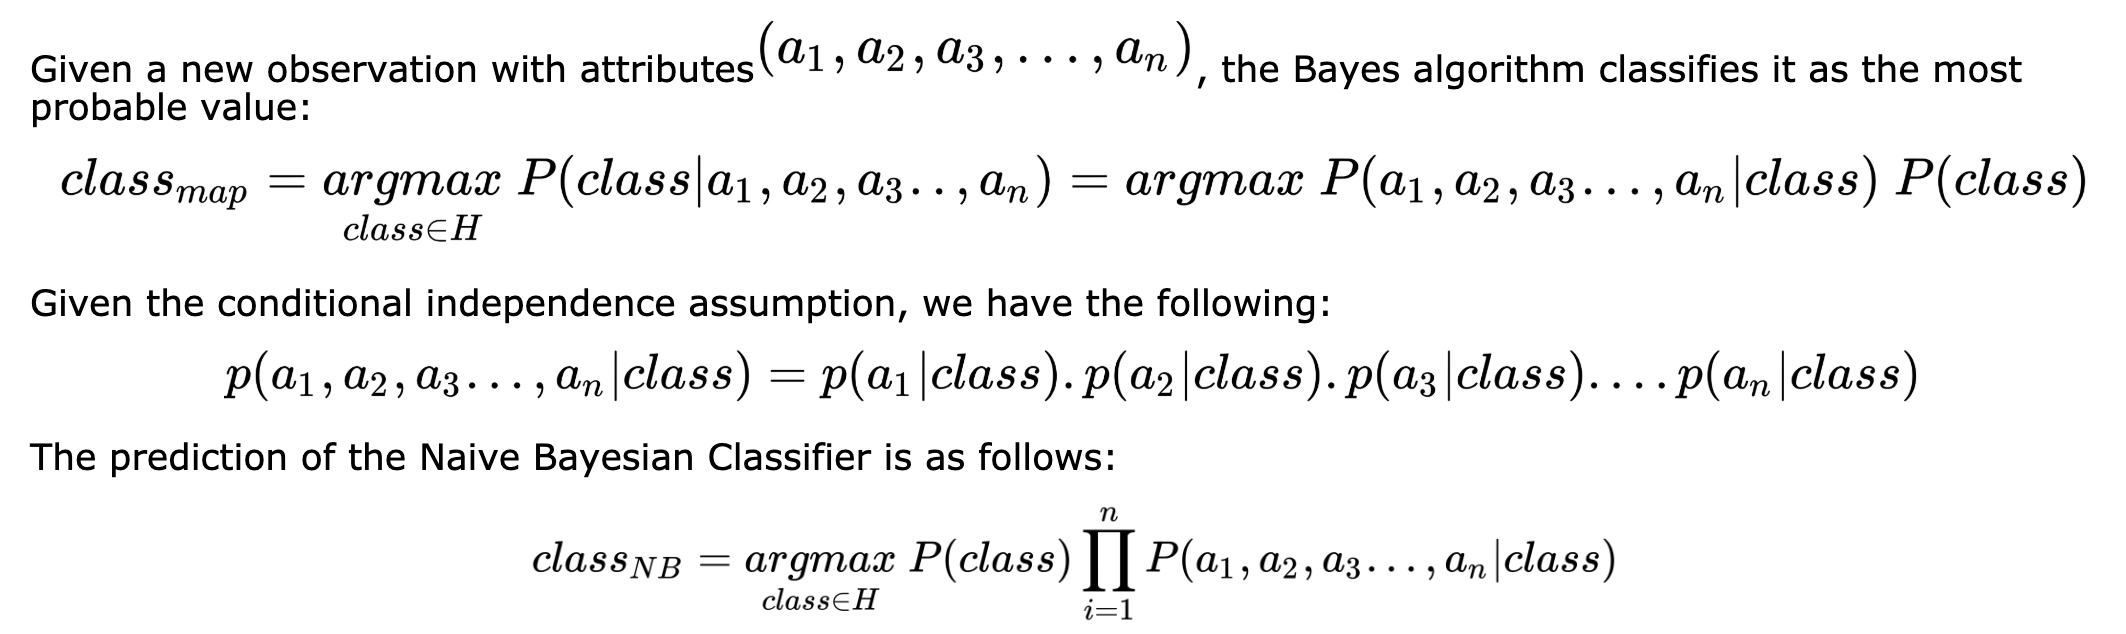 Given a new observation with attributes (a₁, a₂, a₃, . . . , aₙ), the Bayes algorithm classifies it as the most
probable value:
class_map = argmax_{class∈H} P(class|a₁, a₂, a₃. . , aₙ) = argmax P(a₁, a₂, a₃. . . , aₙ|class) P(class)
Given the conditional independence assumption, we have the following:
p(a₁, a₂, a₃. . . , aₙ|class) = p(a₁|class). p(a₂|class). p(a₃|class). . . . p(aₙ|class)
The prediction of the Naive Bayesian Classifier is as follows:
class_NB = argmax_{class∈H} P(class) ∏_{i=1}^{n} P(a₁, a₂, a₃. . . , aₙ|class)